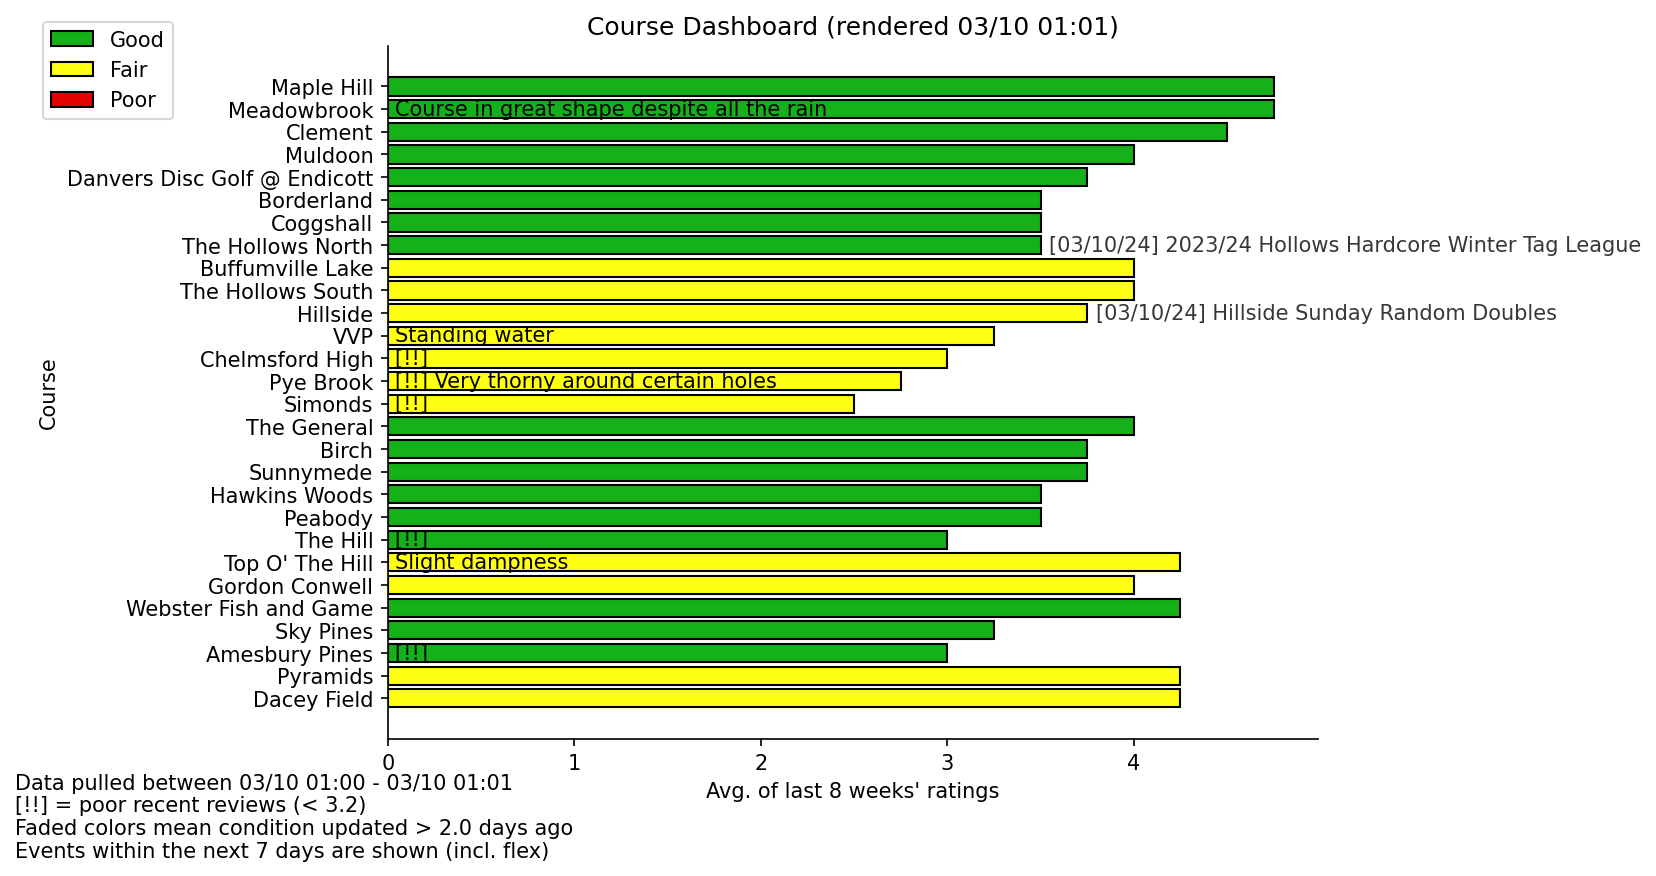 Course Dashboard (rendered 03/10 01:01)
Good
Fair
Poor
Course
Maple Hill
Meadowbrook Course in great shape despite all the rain
Clement
Muldoon
Danvers Disc Golf @ Endicott
Borderland
Coggshall
The Hollows North [03/10/24] 2023/24 Hollows Hardcore Winter Tag League
Buffumville Lake
The Hollows South
Hillside [03/10/24] Hillside Sunday Random Doubles
VVP Standing water
Chelmsford High [!!]
Pye Brook [!!] Very thorny around certain holes
Simonds [!!]
The General
Birch
Sunnymede
Hawkins Woods
Peabody
The Hill [!!]
Top O' The Hill Slight dampness
Gordon Conwell
Webster Fish and Game
Sky Pines
Amesbury Pines [!!]
Pyramids
Dacey Field
0 1 2 3 4
Avg. of last 8 weeks' ratings
Data pulled between 03/10 01:00 - 03/10 01:01
[!!] = poor recent reviews (< 3.2)
Faded colors mean condition updated > 2.0 days ago
Events within the next 7 days are shown (incl. flex)